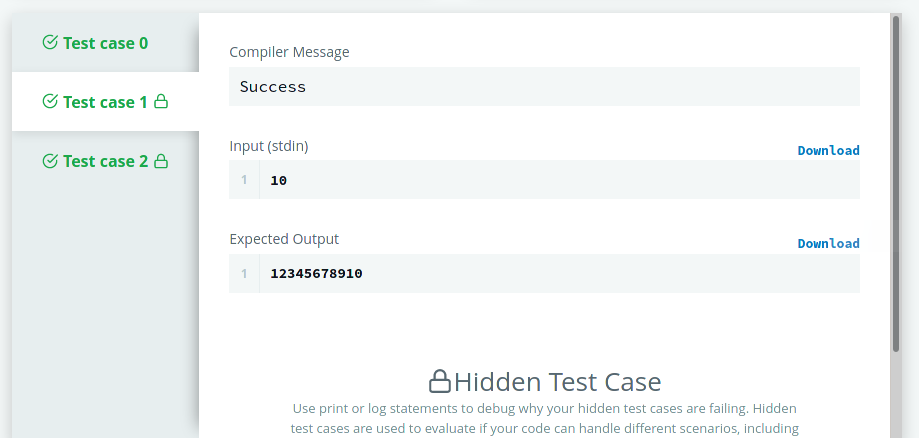 Test case 0
Test case 1
Test case 2
Compiler Message
Success
Input (stdin)
Download
1 10
Expected Output
Download
1 12345678910
Hidden Test Case
Use print or log statements to debug why your hidden test cases are failing. Hidden
test cases are used to evaluate if your code can handle different scenarios, including